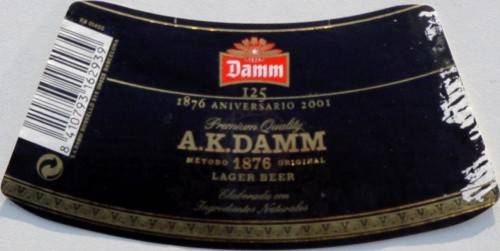 Damm
125
1876 ANIVERSARIO 2001
Premium Quality
A.K.DAMM
METODO 1876 ORIGINAL
LAGER BEER
Elaborada con
Ingredientes Naturales
8 410793 162939